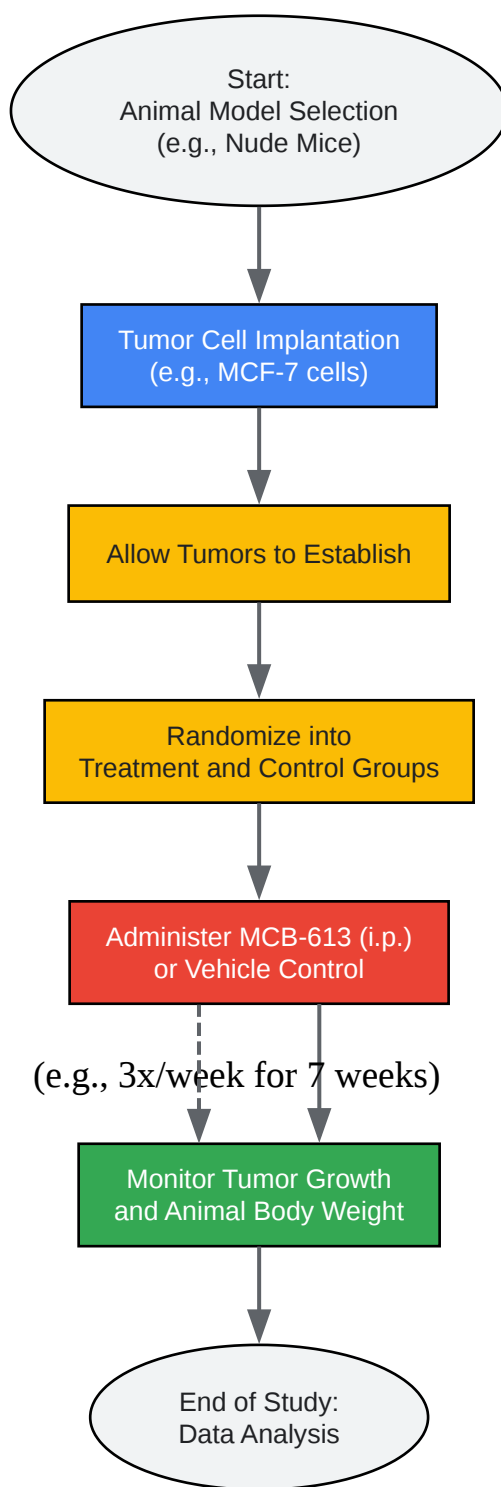 Start:
Animal Model Selection
(e.g., Nude Mice)
Tumor Cell Implantation
(e.g., MCF-7 cells)
Allow Tumors to Establish
Randomize into
Treatment and Control Groups
Administer MCB-613 (i.p.)
or Vehicle Control
(e.g., 3x/week for 7 weeks)
Monitor Tumor Growth
and Animal Body Weight
End of Study:
Data Analysis